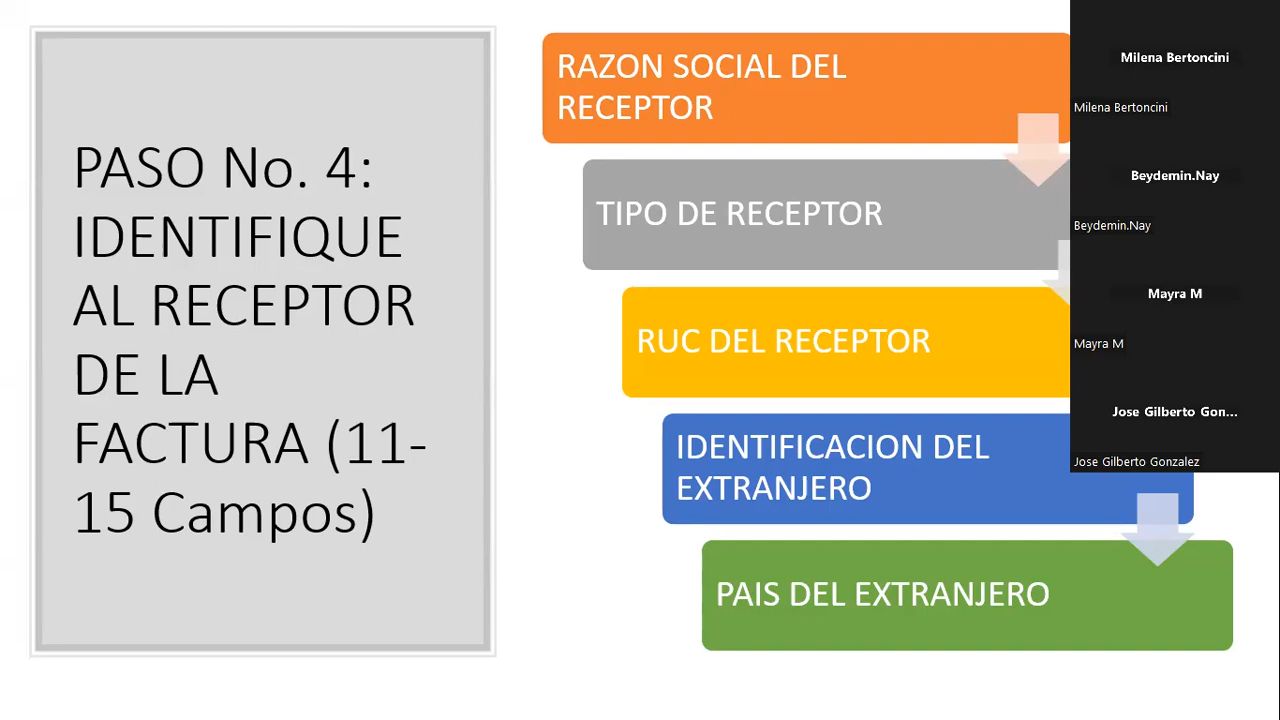 PASO No. 4:
IDENTIFIQUE
AL RECEPTOR
DE LA
FACTURA (11-
15 Campos)
RAZON SOCIAL DEL
RECEPTOR
TIPO DE RECEPTOR
RUC DEL RECEPTOR
IDENTIFICACION DEL
EXTRANJERO
PAIS DEL EXTRANJERO
Milena Bertoncini
Milena Bertoncini
Beydemin.Nay
Beydemin.Nay
Mayra M
Mayra M
Jose Gilberto Gon...
Jose Gilberto Gonzalez